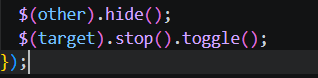 $(other).hide();
$(target).stop().toggle();
});